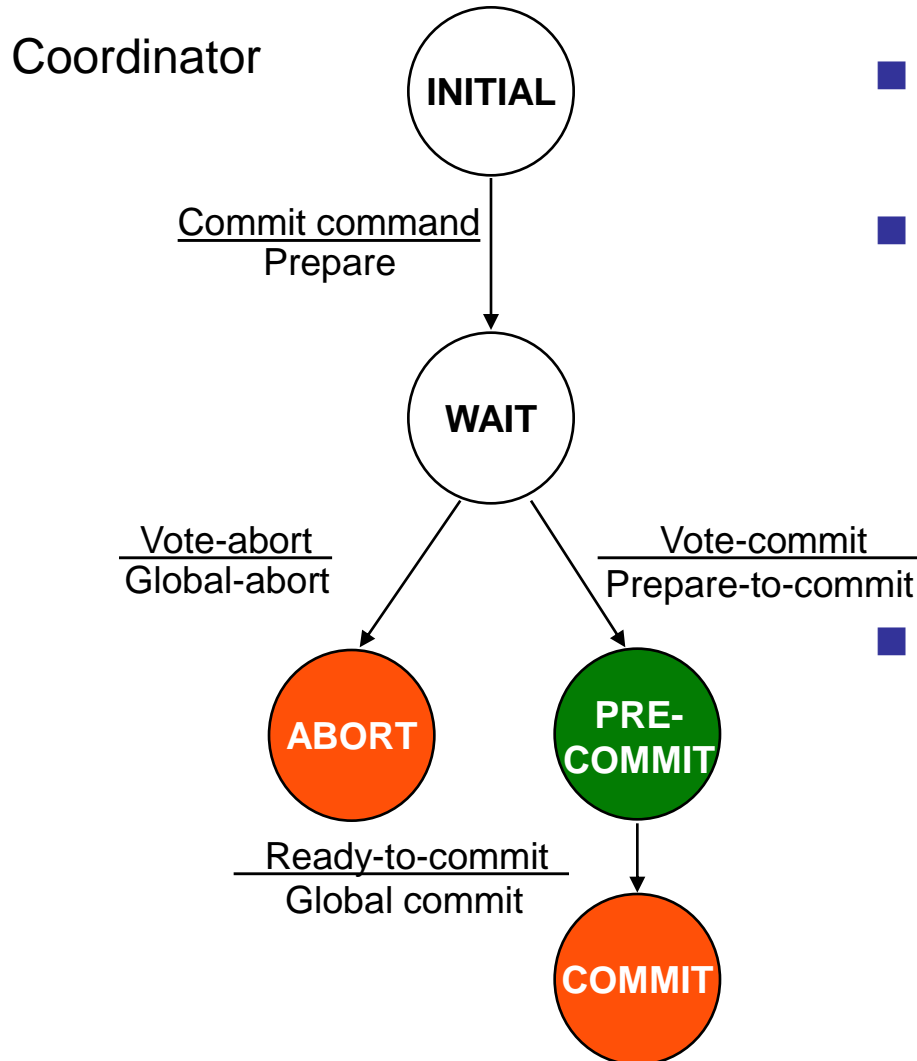 Coordinator
INITIAL
Commit command
Prepare
WAIT
Vote-abort
Global-abort
Vote-commit
Prepare-to-commit
ABORT
PRE-
COMMIT
Ready-to-commit
Global commit
COMMIT